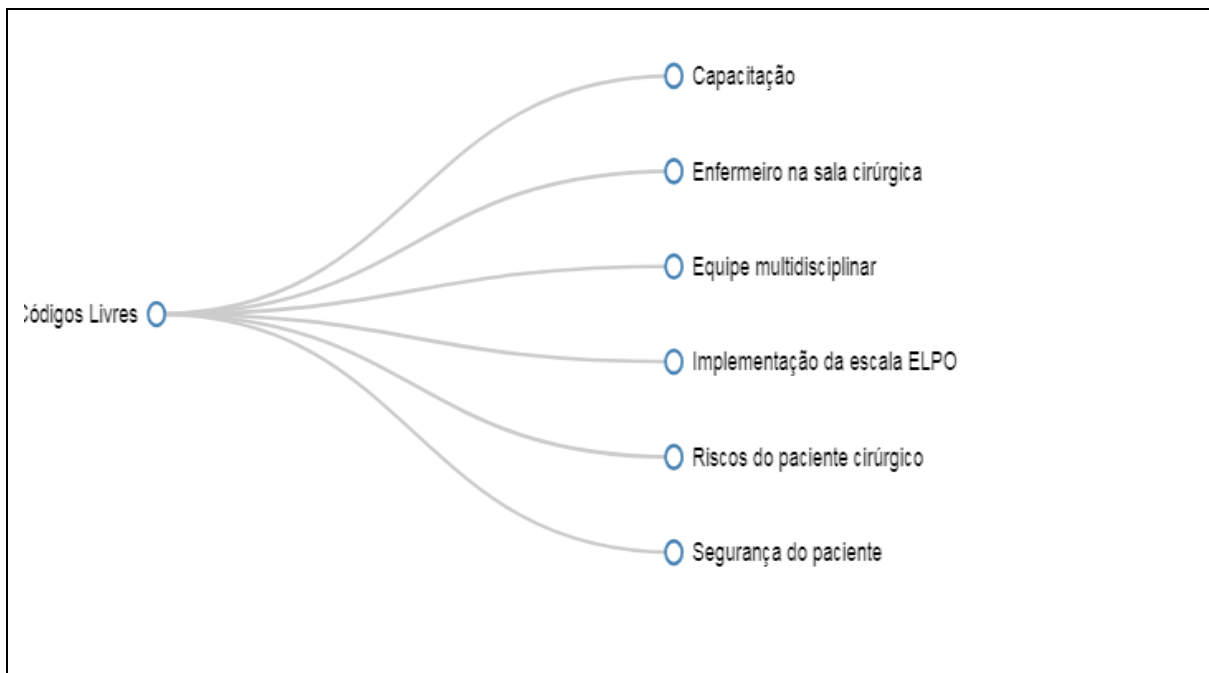 Capacitação
Enfermeiro na sala cirúrgica
Equipe multidisciplinar
Códigos Livres
Implementação da escala ELPO
Riscos do paciente cirúrgico
Segurança do paciente